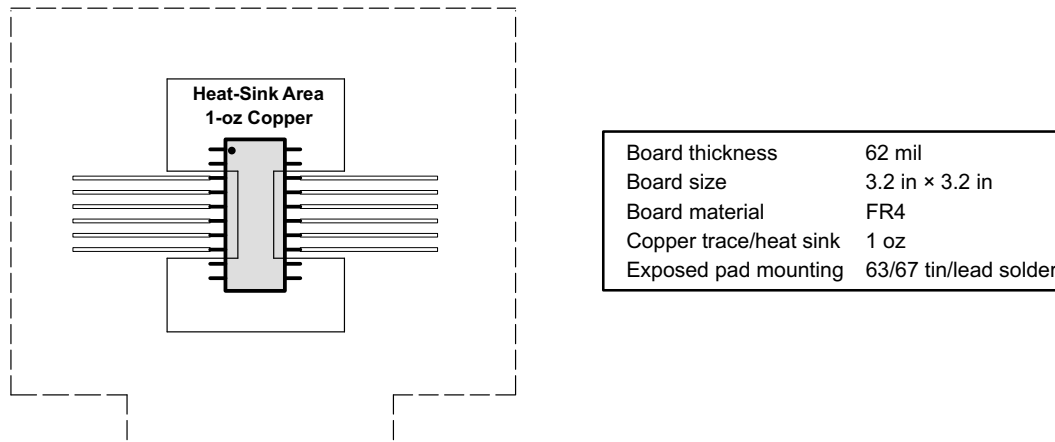 Heat-Sink Area
1-oz Copper
Board thickness 62 mil
Board size 3.2 in × 3.2 in
Board material FR4
Copper trace/heat sink 1 oz
Exposed pad mounting 63/67 tin/lead solder